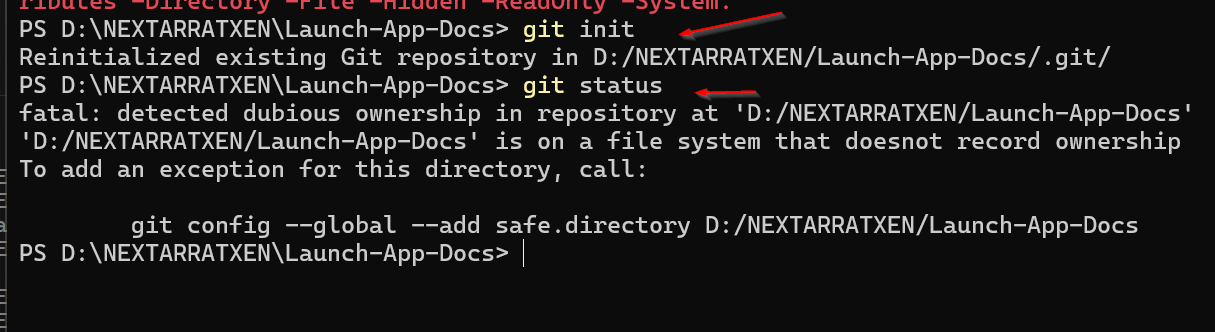 ributes -Directory -File -Hidden -ReadOnly -System.
PS D:\NEXTARRATXEN\Launch-App-Docs> git init
Reinitialized existing Git repository in D:/NEXTARRATXEN/Launch-App-Docs/.git/
PS D:\NEXTARRATXEN\Launch-App-Docs> git status
fatal: detected dubious ownership in repository at 'D:/NEXTARRATXEN/Launch-App-Docs'
'D:/NEXTARRATXEN/Launch-App-Docs' is on a file system that doesnot record ownership
To add an exception for this directory, call:
git config --global --add safe.directory D:/NEXTARRATXEN/Launch-App-Docs
PS D:\NEXTARRATXEN\Launch-App-Docs>